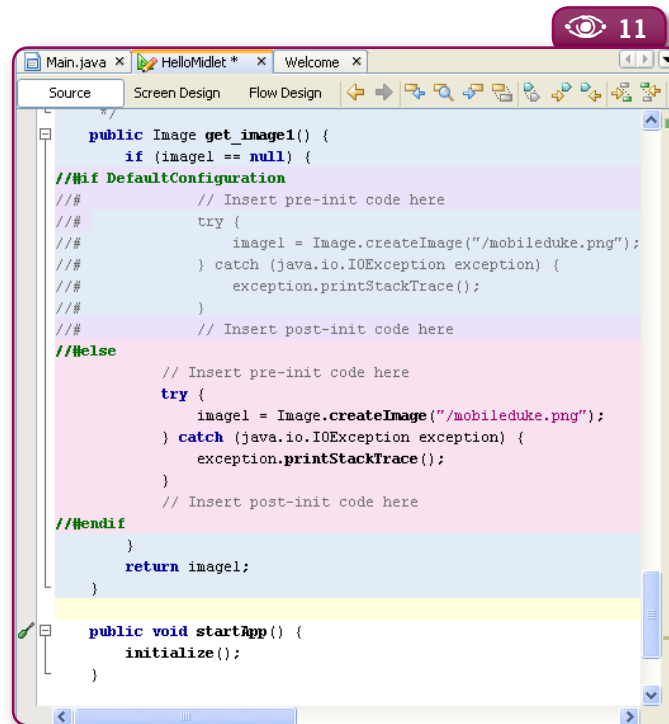 11
Main.java HelloMidlet * Welcome
Source Screen Design Flow Design
*/
public Image get_image1() {
if (image1 == null) {
//#if DefaultConfiguration
//# // Insert pre-init code here
//# try {
//# image1 = Image.createImage("/mobileduke.png");
//# } catch (java.io.IOException exception) {
//# exception.printStackTrace();
//# }
//# // Insert post-init code here
//#else
// Insert pre-init code here
try {
image1 = Image.createImage("/mobileduke.png");
} catch (java.io.IOException exception) {
exception.printStackTrace();
}
// Insert post-init code here
//#endif
}
return image1;
}
public void startApp() {
initialize();
}